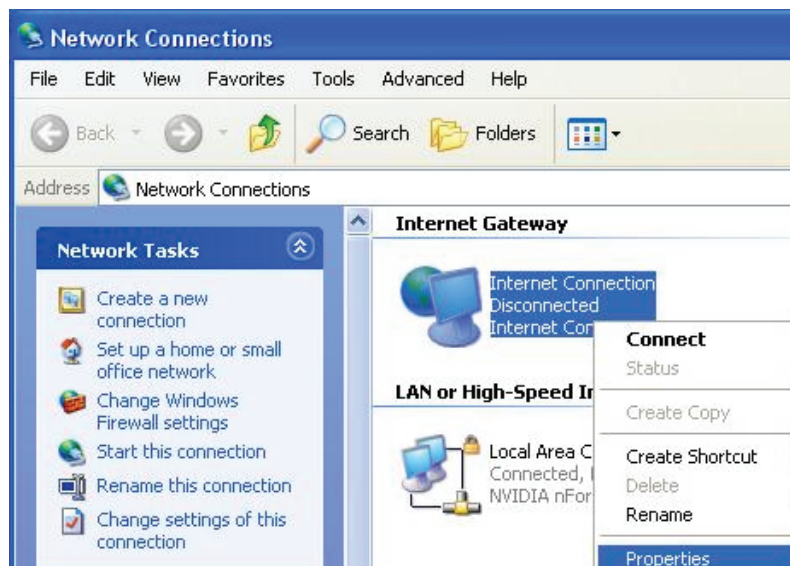 Network Connections
File Edit View Favorites Tools Advanced Help
Back Search Folders
Address Network Connections
Network Tasks
Create a new
connection
Set up a home or small
office network
Change Windows
Firewall settings
Start this connection
Rename this connection
Change settings of this
connection
Internet Gateway
Internet Connection
Disconnected
Internet Con
LAN or High-Speed In
Local Area C
Connected,
NVIDIA nFor
Connect
Status
Create Copy
Create Shortcut
Delete
Rename
Properties